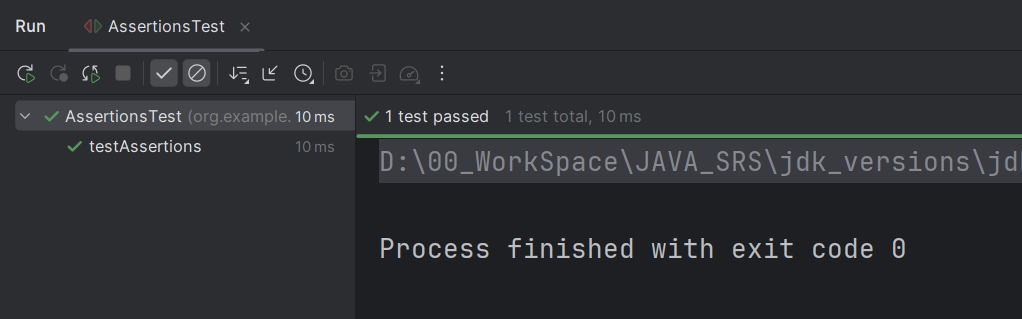 Run AssertionsTest
AssertionsTest (org.example. 10 ms
testAssertions 10 ms
1 test passed 1 test total, 10 ms
D:\00_WorkSpace\JAVA_SRS\jdk_versions\jd
Process finished with exit code 0